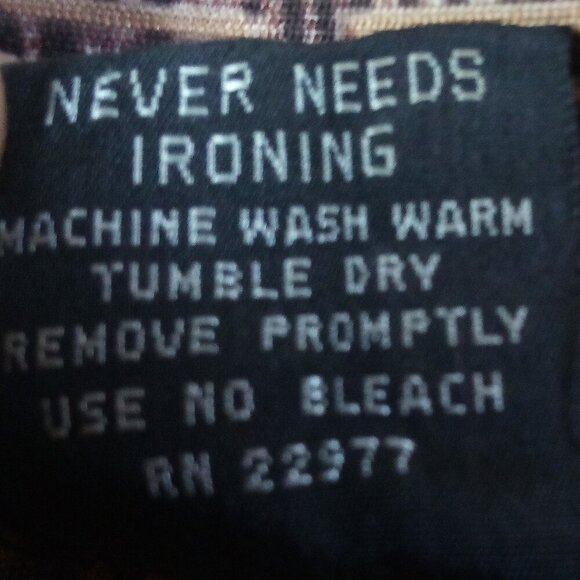 NEVER NEEDS
IRONING
MACHINE WASH WARM
TUMBLE DRY
REMOVE PROMPTLY
USE NO BLEACH
RN 22977